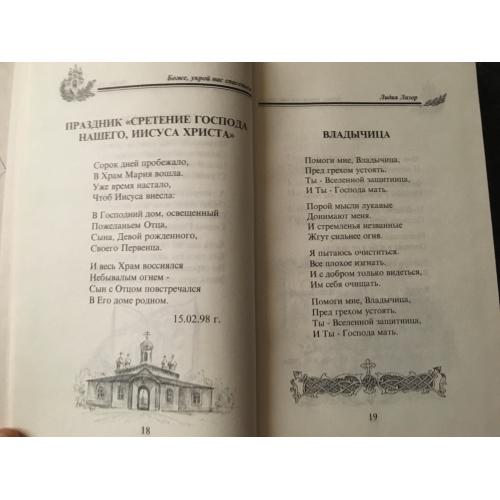 Боже, укрой нас
ПРАЗДНИК «СРЕТЕНИЕ ГОСПОДА
НАШЕГО, ИИСУСА ХРИСТА»
Сорок дней пробежало,
В Храм Мария вошла.
Уже время настало,
Чтоб Иисуса внесла:
В Господний дом, освещенный
Пожеланьем Отца,
Сына, Девой рожденного,
Своего Первенца.
И весь Храм воссиялся
Небывалым огнем -
Сын с Отцом повстречался
В Его доме родном.
15.02.98 г.
18
Лидия Лазор
ВЛАДЫЧИЦА
Помоги мне, Владычица,
Пред грехом устоять.
Ты - Вселенной защитница,
И Ты - Господа мать.
Порой мысли лукавые
Донимают меня.
И стремленья незванные
Жгут сильнее огня.
Я пытаюсь очиститься.
Все плохое изгнать.
И с добром только видеться,
Им себя очищать.
Помоги мне, Владычица,
Пред грехом устоять.
Ты - Вселенной защитница,
И Ты - Господа мать.
19